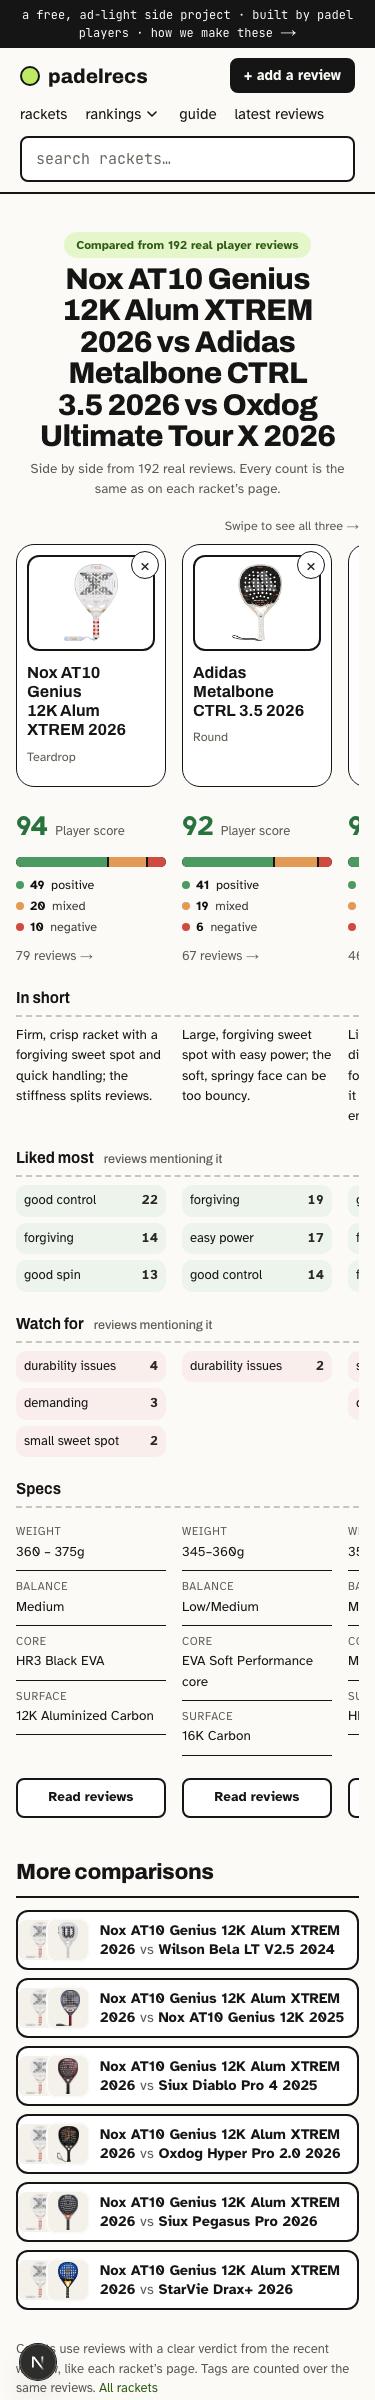 a free, ad-light side project · built by padel
players · how we make these →
padelrecs
+ add a review
rankets
rankings
guide
latest reviews
search rackets…
Compared from 192 real player reviews
Nox AT10 Genius
12K Alum XTREM
2026 vs Adidas
Metalbone CTRL
3.5 2026 vs Oxdog
Ultimate Tour X 2026
Side by side from 192 real reviews. Every count is the
same as on each racket's page.
Swipe to see all three →
×
Nox AT10
Genius
12K Alum
XTREM 2026
Teardrop
×
Adidas
Metalbone
CTRL 3.5 2026
Round
94 Player score
49 positive
20 mixed
10 negative
79 reviews →
92 Player score
41 positive
19 mixed
6 negative
67 reviews →
9
46
In short
Firm, crisp racket with a
forgiving sweet spot and
quick handling; the
stiffness splits reviews.
Large, forgiving sweet
spot with easy power; the
soft, springy face can be
too bouncy.
Li
di
fo
it
er
Liked most reviews mentioning it
good control 22
forgiving 14
good spin 13
forgiving 19
easy power 17
good control 14
Watch for reviews mentioning it
durability issues 4
demanding 3
small sweet spot 2
durability issues 2
Specs
WEIGHT
360 – 375g
BALANCE
Medium
CORE
HR3 Black EVA
SURFACE
12K Aluminized Carbon
WEIGHT
345–360g
BALANCE
Low/Medium
CORE
EVA Soft Performance
core
SURFACE
16K Carbon
Read reviews
Read reviews
More comparisons
Nox AT10 Genius 12K Alum XTREM
2026 vs Wilson Bela LT V2.5 2024
Nox AT10 Genius 12K Alum XTREM
2026 vs Nox AT10 Genius 12K 2025
Nox AT10 Genius 12K Alum XTREM
2026 vs Siux Diablo Pro 4 2025
Nox AT10 Genius 12K Alum XTREM
2026 vs Oxdog Hyper Pro 2.0 2026
Nox AT10 Genius 12K Alum XTREM
2026 vs Siux Pegasus Pro 2026
Nox AT10 Genius 12K Alum XTREM
2026 vs StarVie Drax+ 2026
use reviews with a clear verdict from the recent
like each racket's page. Tags are counted over the
same reviews. All rackets
N